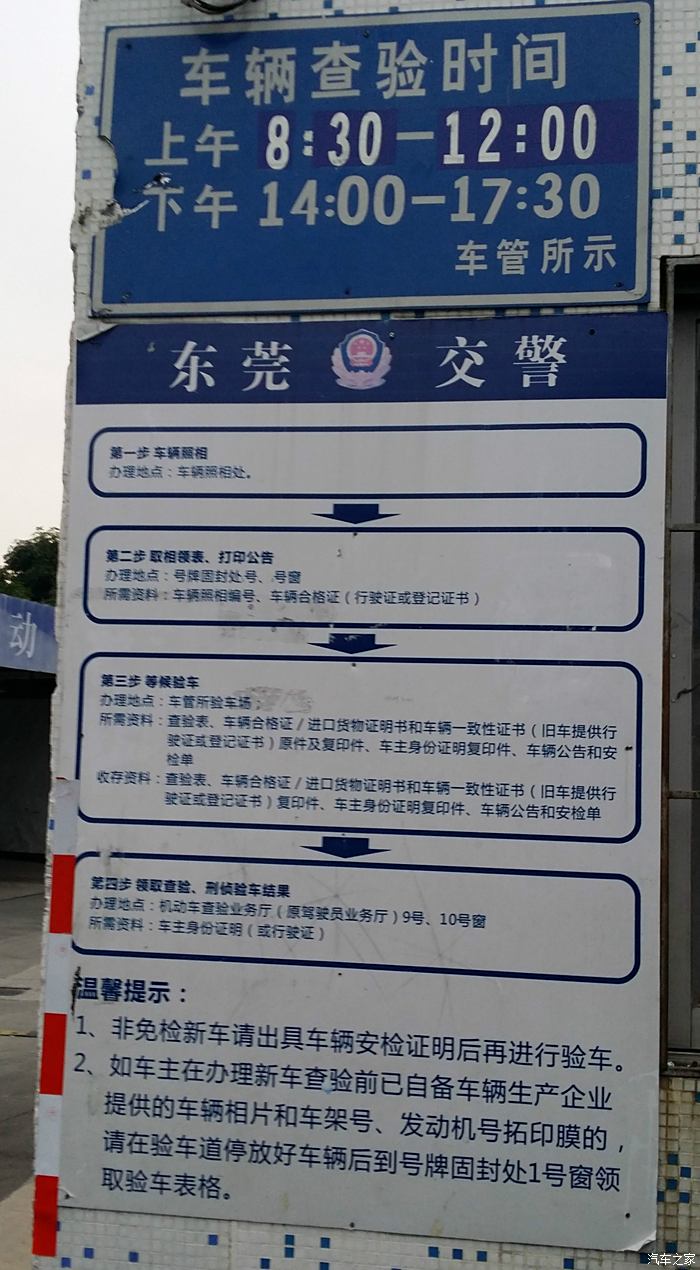 车辆查验时间
上午 8:30—12:00
下午 14:00—17:30
车管所示
东莞 交警
第一步 车辆照相
办理地点：车辆照相处。
第二步 取相领表、打印公告
办理地点：号牌固封处号、号窗
所需资料：车辆照相编号、车辆合格证（行驶证或登记证书）
第三步 等候验车
办理地点：车管所验车场
所需资料：查验表、车辆合格证/进口货物证明书和车辆一致性证书（旧车提供行
驶证或登记证书）原件及复印件、车主身份证明复印件、车辆公告和安
检单
收存资料：查验表、车辆合格证/进口货物证明书和车辆一致性证书（旧车提供行
驶证或登记证书）复印件、车主身份证明复印件、车辆公告和安检单
第四步 领取查验、刑侦验车结果
办理地点：机动车查验业务厅（原驾驶员业务厅）9号、10号窗
所需资料：车主身份证明（或行驶证）
温馨提示：
1、非免检新车请出具车辆安检证明后再进行验车。
2、如车主在办理新车查验前已自备车辆生产企业
提供的车辆相片和车架号、发动机号拓印膜的，
请在验车道停放好车辆后到号牌固封处1号窗领
取验车表格。
动
汽车之家